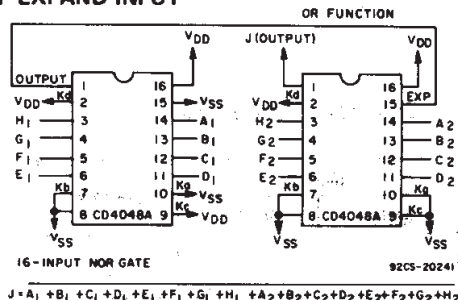 EXPAND INPUT
OR FUNCTION
VDD
J (OUTPUT)
VDD
OUTPUT
1
16
1
16
EXP
Kd
VDD
2
15
VSS
Kd
VDD
2
15
H1
3
14
A1
H2
3
14
A2
G1
4
13
B1
G2
4
13
B2
F1
5
12
C1
F2
5
12
C2
E1
6
11
D1
E2
6
11
D2
Kb
7
10
Ka
VSS
Kb
7
10
Ka
8
CD4048A
9
Kc
VDD
8
CD4048A
9
Kc
VSS
VSS
VSS
16-INPUT NOR GATE
92CS-20241
J=A1+B1+C1+D1+E1+F1+G1+H1+A2+B2+C2+D2+E2+F2+G2+H2